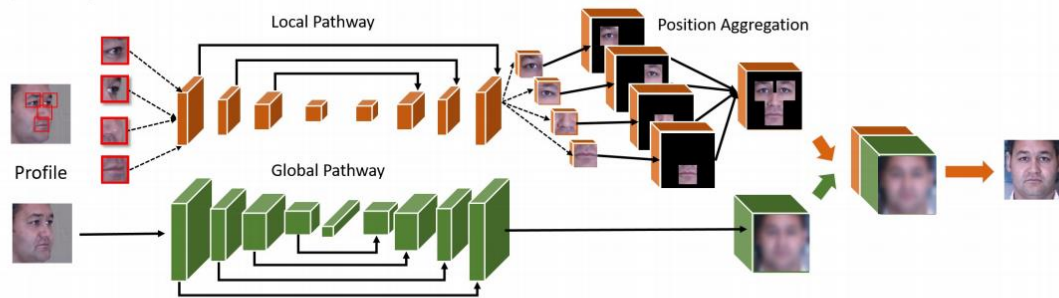 Local Pathway
Position Aggregation
Profile
Global Pathway